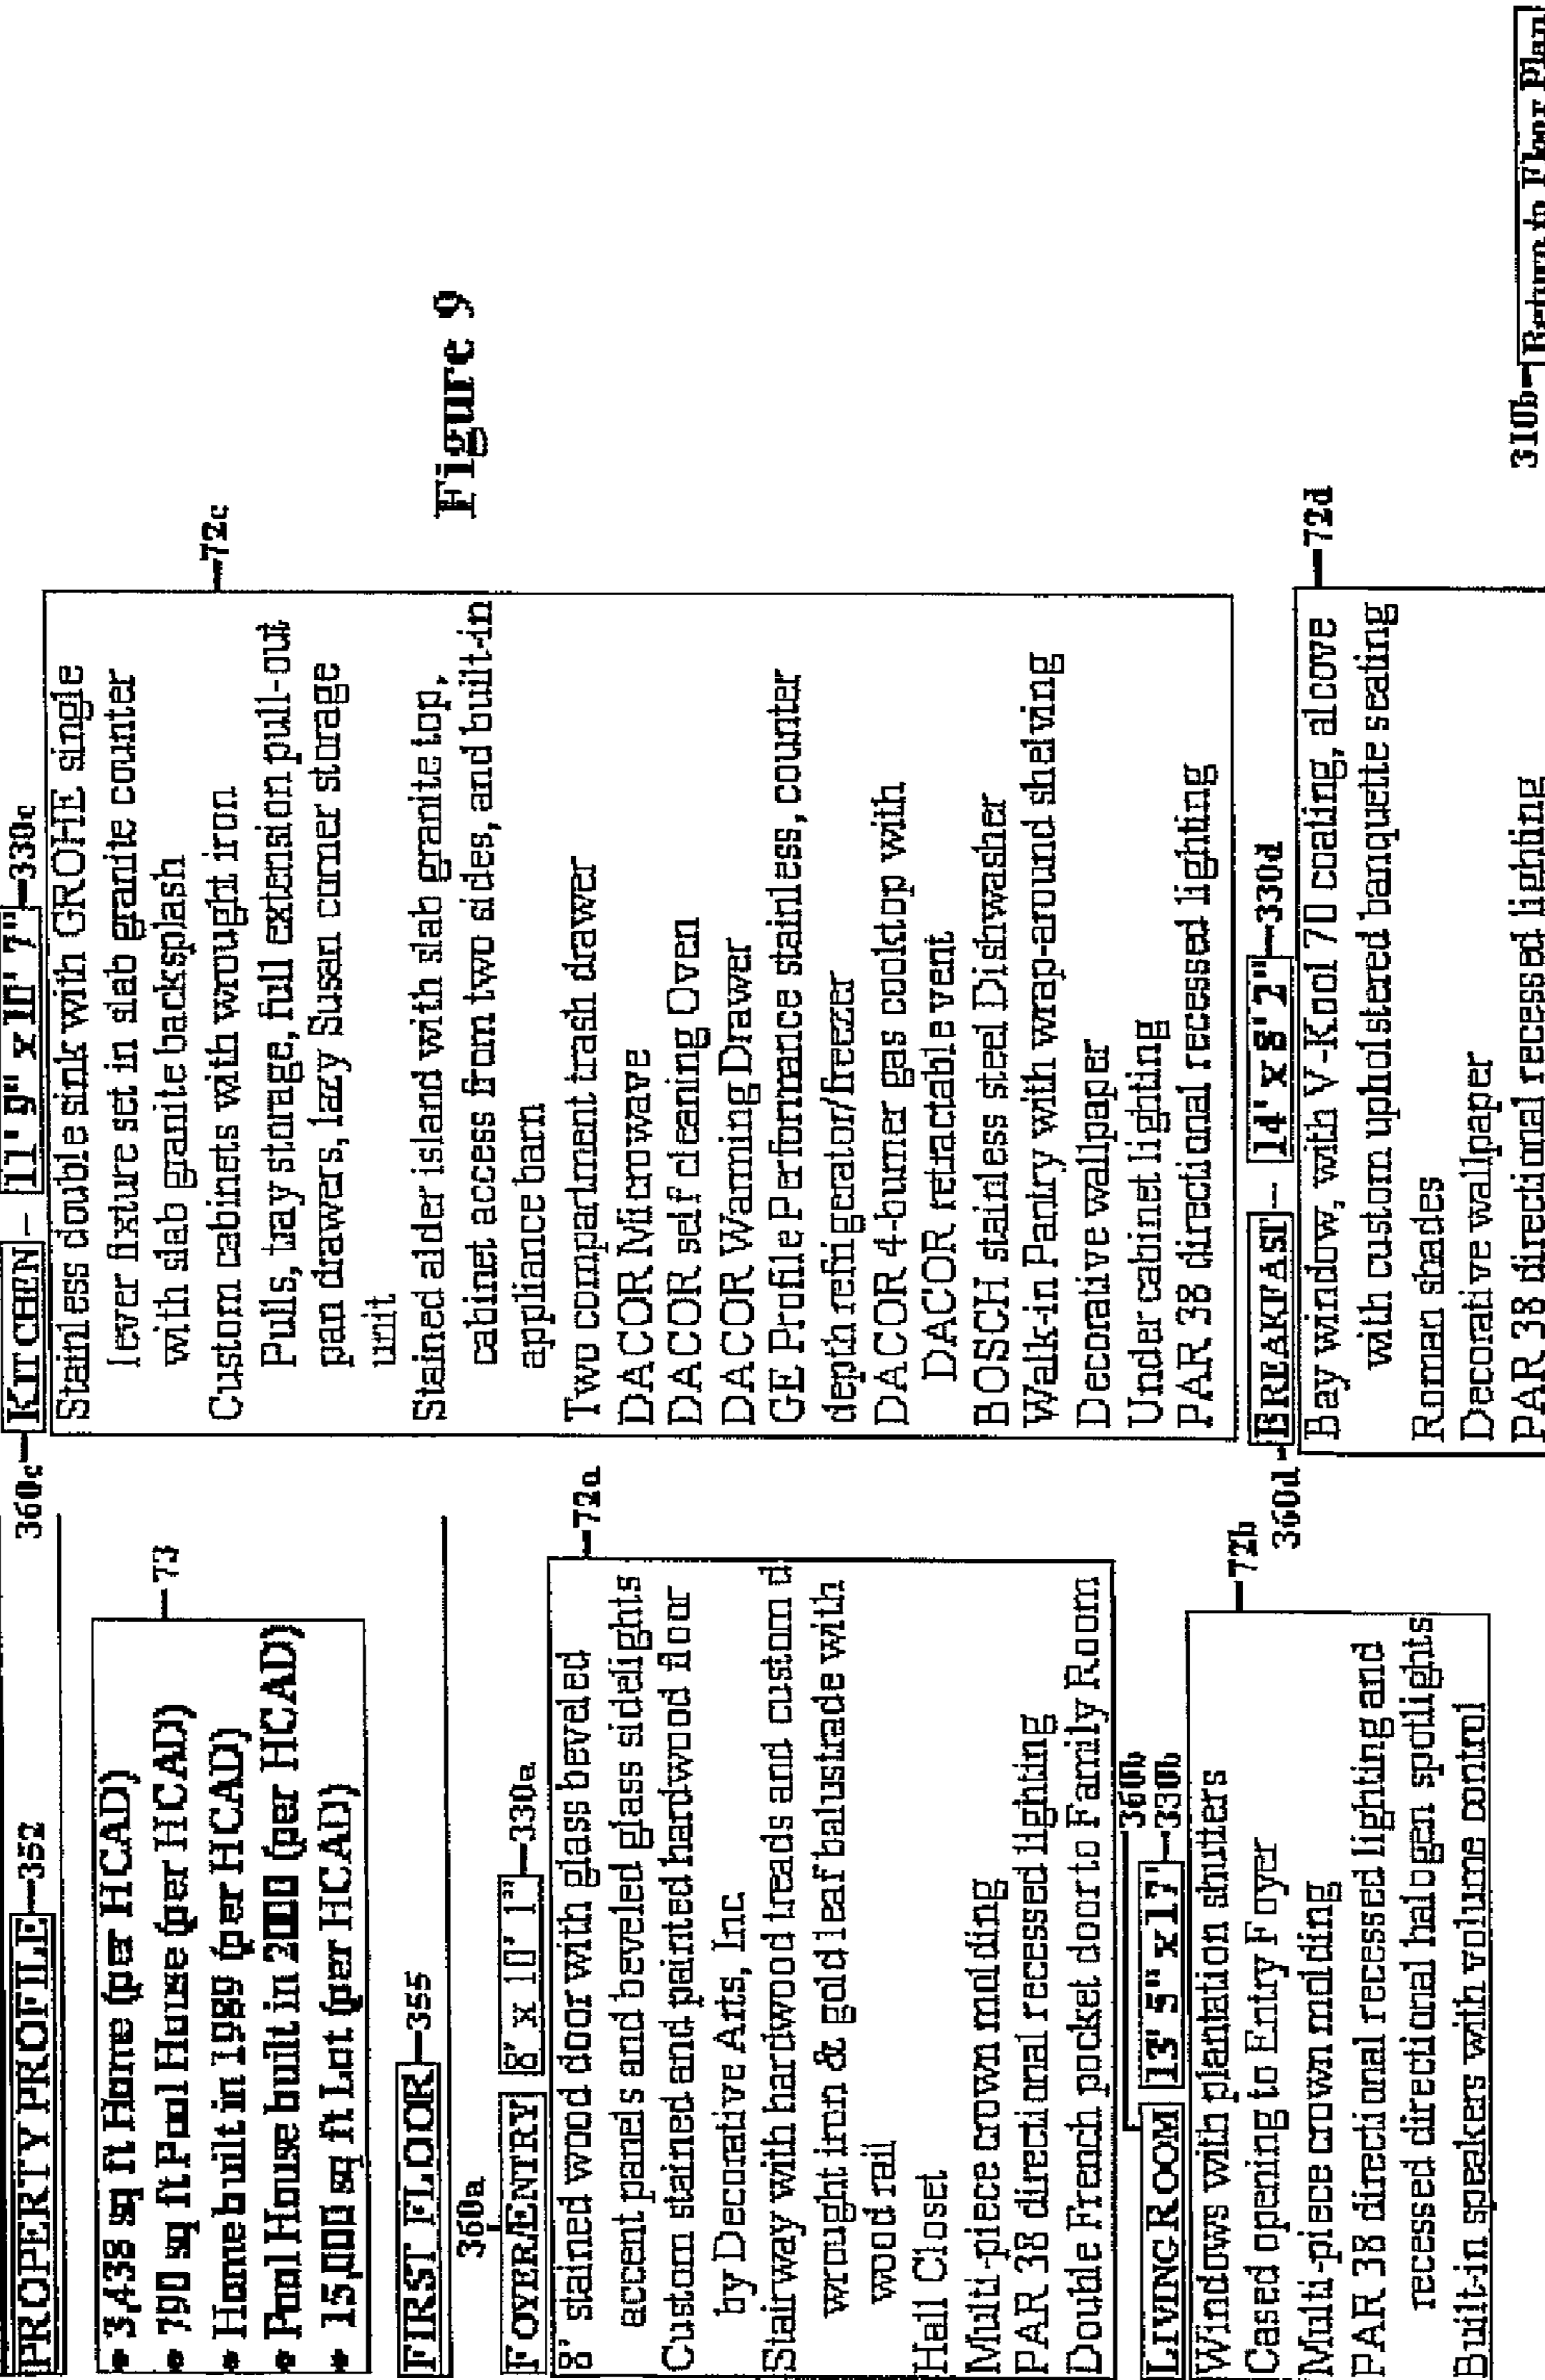 PROPERTY PROFILE 352
• 3,438 sq ft Home (per HCAD)
• 790 sq ft Pool House (per HCAD)
• Home built in 1989 (per HCAD)
• Pool House built in 2000 (per HCAD)
• 15,000 sq ft Lot (per HCAD)
73
FIRST FLOOR 355
360a
FOYER/ENTRY 8' x 10' 1" 330a
8' stained wood door with glass beveled
accent panels and beveled glass sidelights
Custom stained and painted hardwood floor
by Decorative Arts, Inc.
Stairway with hardwood treads and custom d
wrought iron & gold leaf balustrade with
wood rail
Hall Closet
Multi-piece crown molding
PAR 38 directional recessed lighting
Double French pocket door to Family Room
72a
360b
LIVING ROOM 13' 5" x 17' 330b
Windows with plantation shutters
Cased opening to Entry Foyer
Multi-piece crown molding
PAR 38 directional recessed lighting and
recessed directional halogen spotlights
Built-in speakers with volume control
72b
360c KITCHEN -- 11' 9" x 10' 7" 330c
Stainless double sink with GROHE single
lever fixture set in slab granite counter
with slab granite backsplash
Custom cabinets with wrought iron
Pulls, tray storage, full extension pull-out
pan drawers, lazy Susan corner storage
unit
Stained alder island with slab granite top,
cabinet access from two sides, and built-in
appliance barn
Two compartment trash drawer
DACOR Microwave
DACOR self cleaning Oven
DACOR Warming Drawer
GE Profile Performance stainless, counter
depth refrigerator/freezer
DACOR 4-burner gas cooktop with
DACOR retractable vent
BOSCH stainless steel Dishwasher
Walk-in Pantry with wrap-around shelving
Decorative wallpaper
Under cabinet lighting
PAR 38 directional recessed lighting
72c
360d BREAKFAST -- 14' x 8' 2" 330d
Bay window, with V-Kool 70 coating, alcove
with custom upholstered banquette seating
Roman shades
Decorative wallpaper
PAR 38 directional recessed lighting
72d
Figure 9
310b Return to Floor Plan